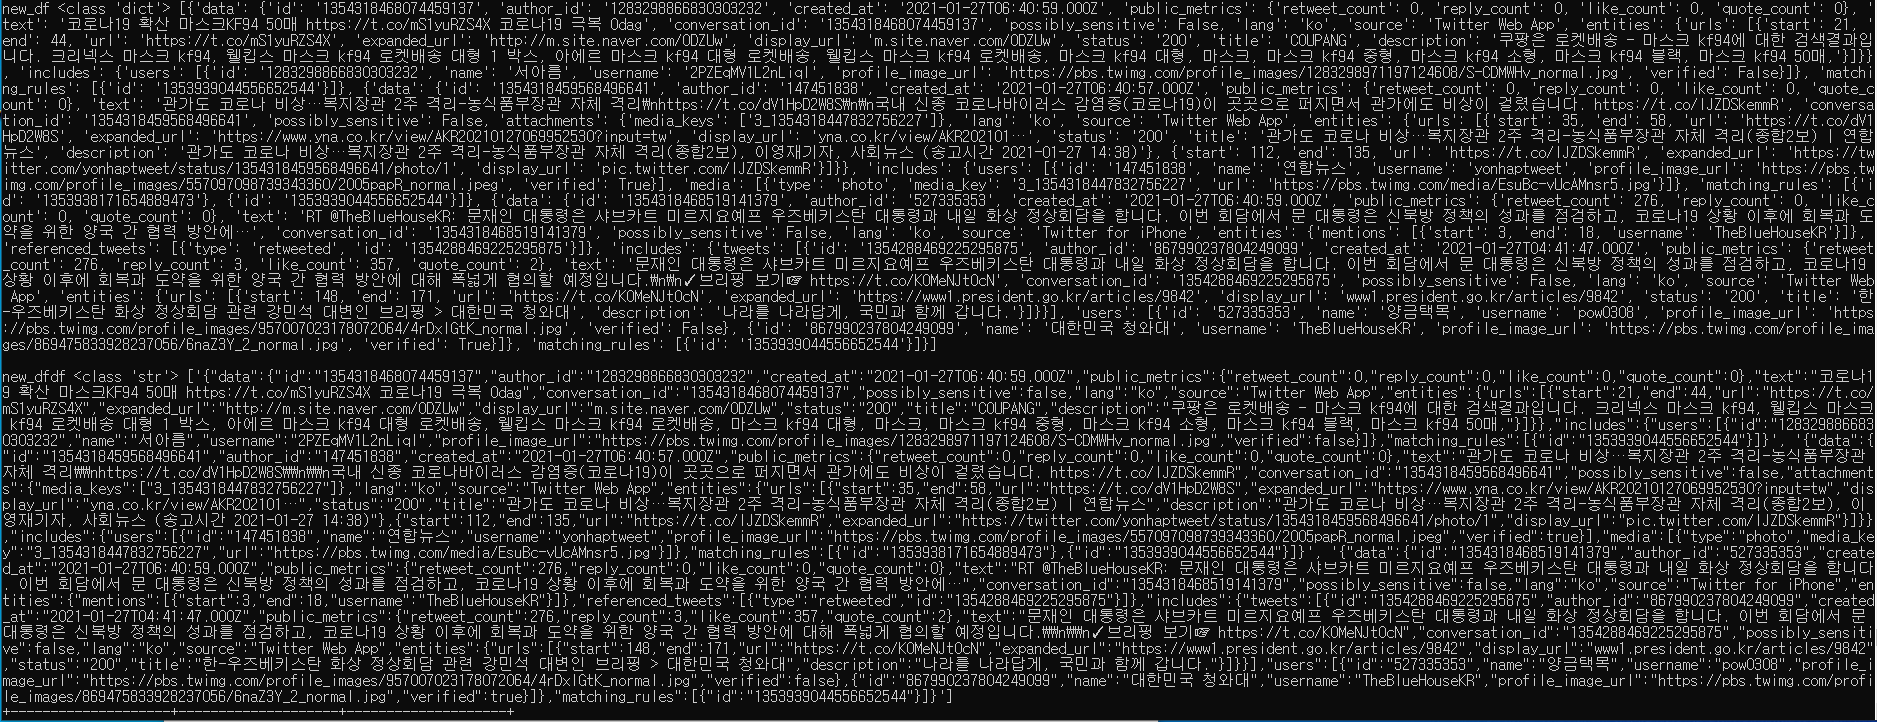 new_df <class 'dict'> [{'data': {'id': '1354318468074459137', 'author_id': '1283298866830303232', 'created_at': '2021-01-27T06:40:59.000Z', 'public_metrics': {'retweet_count': 0, 'reply_count': 0, 'like_count': 0, 'quote_count': 0}, '
text': '코로나19 확산 마스크KF94 50매 https://t.co/mS1yuRZS4X 코로나19 극복 0dag', 'conversation_id': '1354318468074459137', 'possibly_sensitive': False, 'lang': 'ko', 'source': 'Twitter Web App', 'entities': {'urls': [{'start': 21, '
end': 44, 'url': 'https://t.co/mS1yuRZS4X', 'expanded_url': 'http://m.site.naver.com/0DZUw', 'display_url': 'm.site.naver.com/0DZUw', 'status': '200', 'title': 'COUPANG', 'description': '쿠팡은 로켓배송 - 마스크 kf94에 대한 검색결과입
니다. 크리넥스 마스크 kf94, 웰킵스 마스크 kf94 로켓배송 대형 1 박스, 아에르 마스크 kf94 대형 로켓배송, 웰킵스 마스크 kf94 로켓배송, 마스크 kf94 대형, 마스크, 마스크 kf94 중형, 마스크 kf94 소형, 마스크 kf94 블랙, 마스크 kf94 50매,'}]}}
, 'includes': {'users': [{'id': '1283298866830303232', 'name': '서아름', 'username': '2PZEqMV1L2nLiqI', 'profile_image_url': 'https://pbs.twimg.com/profile_images/1283298971197124608/S-CDMWHv_normal.jpg', 'verified': False}]}, 'matchi
ng_rules': [{'id': '1353939044556652544'}]}, {'data': {'id': '1354318459568496641', 'author_id': '147451838', 'created_at': '2021-01-27T06:40:57.000Z', 'public_metrics': {'retweet_count': 0, 'reply_count': 0, 'like_count': 0, 'quote_c
ount': 0}, 'text': '관가도 코로나 비상…복지장관 2주 격리-농식품부장관 자체 격리₩nhttps://t.co/dV1HpD2W8S₩n₩n국내 신종 코로나바이러스 감염증(코로나19)이 곳곳으로 퍼지면서 관가에도 비상이 걸렸습니다. https://t.co/IJZDSkemmR', 'conversa
tion_id': '1354318459568496641', 'possibly_sensitive': False, 'attachments': {'media_keys': ['3_1354318447832756227']}, 'lang': 'ko', 'source': 'Twitter Web App', 'entities': {'urls': [{'start': 35, 'end': 58, 'url': 'https://t.co/dV1
HpD2W8S', 'expanded_url': 'https://www.yna.co.kr/view/AKR20210127069952530?input=tw', 'display_url': 'yna.co.kr/view/AKR202101…', 'status': '200', 'title': '관가도 코로나 비상…복지장관 2주 격리-농식품부장관 자체 격리(종합2보) | 연합
뉴스', 'description': '관가도 코로나 비상…복지장관 2주 격리-농식품부장관 자체 격리(종합2보), 이영재기자, 사회뉴스 (송고시간 2021-01-27 14:38)'}, {'start': 112, 'end': 135, 'url': 'https://t.co/IJZDSkemmR', 'expanded_url': 'https://tw
itter.com/yonhaptweet/status/1354318459568496641/photo/1', 'display_url': 'pic.twitter.com/IJZDSkemmR'}]}}, 'includes': {'users': [{'id': '147451838', 'name': '연합뉴스', 'username': 'yonhaptweet', 'profile_image_url': 'https://pbs.tw
img.com/profile_images/557097098739343360/2005papR_normal.jpeg', 'verified': True}], 'media': [{'type': 'photo', 'media_key': '3_1354318447832756227', 'url': 'https://pbs.twimg.com/media/EsuBc-vUcAMnsr5.jpg'}]}, 'matching_rules': [{'i
d': '1353938171654889473'}, {'id': '1353939044556652544'}]}, {'data': {'id': '1354318468519141379', 'author_id': '527335353', 'created_at': '2021-01-27T06:40:59.000Z', 'public_metrics': {'retweet_count': 276, 'reply_count': 0, 'like_c
ount': 0, 'quote_count': 0}, 'text': 'RT @TheBlueHouseKR: 문재인 대통령은 샤브카트 미르지요예프 우즈베키스탄 대통령과 내일 화상 정상회담을 합니다. 이번 회담에서 문 대통령은 신북방 정책의 성과를 점검하고, 코로나19 상황 이후에 회복과 도
약을 위한 양국 간 협력 방안에…', 'conversation_id': '1354318468519141379', 'possibly_sensitive': False, 'lang': 'ko', 'source': 'Twitter for iPhone', 'entities': {'mentions': [{'start': 3, 'end': 18, 'username': 'TheBlueHouseKR'}]},
'referenced_tweets': [{'type': 'retweeted', 'id': '1354288469225295875'}]}, 'includes': {'tweets': [{'id': '1354288469225295875', 'author_id': '867990237804249099', 'created_at': '2021-01-27T04:41:47.000Z', 'public_metrics': {'retweet
_count': 276, 'reply_count': 3, 'like_count': 357, 'quote_count': 2}, 'text': '문재인 대통령은 샤브카트 미르지요예프 우즈베키스탄 대통령과 내일 화상 정상회담을 합니다. 이번 회담에서 문 대통령은 신북방 정책의 성과를 점검하고, 코로나19
상황 이후에 회복과 도약을 위한 양국 간 협력 방안에 대해 폭넓게 협의할 예정입니다.₩n₩n✓브리핑 보기☞ https://t.co/KOMeNJtOcN', 'conversation_id': '1354288469225295875', 'possibly_sensitive': False, 'lang': 'ko', 'source': 'Twitter Web
App', 'entities': {'urls': [{'start': 148, 'end': 171, 'url': 'https://t.co/KOMeNJtOcN', 'expanded_url': 'https://www1.president.go.kr/articles/9842', 'display_url': 'www1.president.go.kr/articles/9842', 'status': '200', 'title': '한
-우즈베키스탄 화상 정상회담 관련 강민석 대변인 브리핑 > 대한민국 청와대', 'description': '나라를 나라답게, 국민과 함께 갑니다.'}]}}], 'users': [{'id': '527335353', 'name': '양금택목', 'username': 'pow0308', 'profile_image_url': 'https
://pbs.twimg.com/profile_images/957007023178072064/4rDxIGtK_normal.jpg', 'verified': False}, {'id': '867990237804249099', 'name': '대한민국 청와대', 'username': 'TheBlueHouseKR', 'profile_image_url': 'https://pbs.twimg.com/profile_ima
ges/869475833928237056/6naZ3Y_2_normal.jpg', 'verified': True}]}, 'matching_rules': [{'id': '1353939044556652544'}]}]
new_dfdf <class 'str'> ['{"data":{"id":"1354318468074459137","author_id":"1283298866830303232","created_at":"2021-01-27T06:40:59.000Z","public_metrics":{"retweet_count":0,"reply_count":0,"like_count":0,"quote_count":0},"text":"코로나1
9 확산 마스크KF94 50매 https://t.co/mS1yuRZS4X 코로나19 극복 0dag","conversation_id":"1354318468074459137","possibly_sensitive":false,"lang":"ko","source":"Twitter Web App","entities":{"urls":[{"start":21,"end":44,"url":"https://t.co/
mS1yuRZS4X","expanded_url":"http://m.site.naver.com/0DZUw","display_url":"m.site.naver.com/0DZUw","status":"200","title":"COUPANG","description":"쿠팡은 로켓배송 - 마스크 kf94에 대한 검색결과입니다. 크리넥스 마스크 kf94, 웰킵스 마스크
kf94 로켓배송 대형 1 박스, 아에르 마스크 kf94 대형 로켓배송, 웰킵스 마스크 kf94 로켓배송, 마스크 kf94 대형, 마스크, 마스크 kf94 중형, 마스크 kf94 소형, 마스크 kf94 블랙, 마스크 kf94 50매,"}]}},"includes":{"users":[{"id":"128329886683
0303232","name":"서아름","username":"2PZEqMV1L2nLiqI","profile_image_url":"https://pbs.twimg.com/profile_images/1283298971197124608/S-CDMWHv_normal.jpg","verified":false}]},"matching_rules":[{"id":"1353939044556652544"}]}', '{"data":{
"id":"1354318459568496641","author_id":"147451838","created_at":"2021-01-27T06:40:57.000Z","public_metrics":{"retweet_count":0,"reply_count":0,"like_count":0,"quote_count":0},"text":"관가도 코로나 비상…복지장관 2주 격리-농식품부장관
자체 격리₩₩nhttps://t.co/dV1HpD2W8S₩₩n₩₩n국내 신종 코로나바이러스 감염증(코로나19)이 곳곳으로 퍼지면서 관가에도 비상이 걸렸습니다. https://t.co/IJZDSkemmR","conversation_id":"1354318459568496641","possibly_sensitive":false,"attachment
s":{"media_keys":["3_1354318447832756227"]},"lang":"ko","source":"Twitter Web App","entities":{"urls":[{"start":35,"end":58,"url":"https://t.co/dV1HpD2W8S","expanded_url":"https://www.yna.co.kr/view/AKR20210127069952530?input=tw","dis
play_url":"yna.co.kr/view/AKR202101…","status":"200","title":"관가도 코로나 비상…복지장관 2주 격리-농식품부장관 자체 격리(종합2보) | 연합뉴스","description":"관가도 코로나 비상…복지장관 2주 격리-농식품부장관 자체 격리(종합2보), 이
영재기자, 사회뉴스 (송고시간 2021-01-27 14:38)"},{"start":112,"end":135,"url":"https://t.co/IJZDSkemmR","expanded_url":"https://twitter.com/yonhaptweet/status/1354318459568496641/photo/1","display_url":"pic.twitter.com/IJZDSkemmR"}]}}
,"includes":{"users":[{"id":"147451838","name":"연합뉴스","username":"yonhaptweet","profile_image_url":"https://pbs.twimg.com/profile_images/557097098739343360/2005papR_normal.jpeg","verified":true}],"media":[{"type":"photo","media_ke
y":"3_1354318447832756227","url":"https://pbs.twimg.com/media/EsuBc-vUcAMnsr5.jpg"}]},"matching_rules":[{"id":"1353938171654889473"},{"id":"1353939044556652544"}]}', '{"data":{"id":"1354318468519141379","author_id":"527335353","create
d_at":"2021-01-27T06:40:59.000Z","public_metrics":{"retweet_count":276,"reply_count":0,"like_count":0,"quote_count":0},"text":"RT @TheBlueHouseKR: 문재인 대통령은 샤브카트 미르지요예프 우즈베키스탄 대통령과 내일 화상 정상회담을 합니다
. 이번 회담에서 문 대통령은 신북방 정책의 성과를 점검하고, 코로나19 상황 이후에 회복과 도약을 위한 양국 간 협력 방안에…","conversation_id":"1354318468519141379","possibly_sensitive":false,"lang":"ko","source":"Twitter for iPhone","en
tities":{"mentions":[{"start":3,"end":18,"username":"TheBlueHouseKR"}]},"referenced_tweets":[{"type":"retweeted","id":"1354288469225295875"}]},"includes":{"tweets":[{"id":"1354288469225295875","author_id":"867990237804249099","created
_at":"2021-01-27T04:41:47.000Z","public_metrics":{"retweet_count":276,"reply_count":3,"like_count":357,"quote_count":2},"text":"문재인 대통령은 샤브카트 미르지요예프 우즈베키스탄 대통령과 내일 화상 정상회담을 합니다. 이번 회담에서 문
대통령은 신북방 정책의 성과를 점검하고, 코로나19 상황 이후에 회복과 도약을 위한 양국 간 협력 방안에 대해 폭넓게 협의할 예정입니다.₩₩n₩₩n✓브리핑 보기☞ https://t.co/KOMeNJtOcN","conversation_id":"1354288469225295875","possibly_sensiti
ve":false,"lang":"ko","source":"Twitter Web App","entities":{"urls":[{"start":148,"end":171,"url":"https://t.co/KOMeNJtOcN","expanded_url":"https://www1.president.go.kr/articles/9842","display_url":"www1.president.go.kr/articles/9842"
,"status":"200","title":"한-우즈베키스탄 화상 정상회담 관련 강민석 대변인 브리핑 > 대한민국 청와대","description":"나라를 나라답게, 국민과 함께 갑니다."}]}}],"users":[{"id":"527335353","name":"양금택목","username":"pow0308","profile_i
mage_url":"https://pbs.twimg.com/profile_images/957007023178072064/4rDxIGtK_normal.jpg","verified":false},{"id":"867990237804249099","name":"대한민국 청와대","username":"TheBlueHouseKR","profile_image_url":"https://pbs.twimg.com/profi
le_images/869475833928237056/6naZ3Y_2_normal.jpg","verified":true}]},"matching_rules":[{"id":"1353939044556652544"}]}']
+--------------------+--------------------+--------------------+